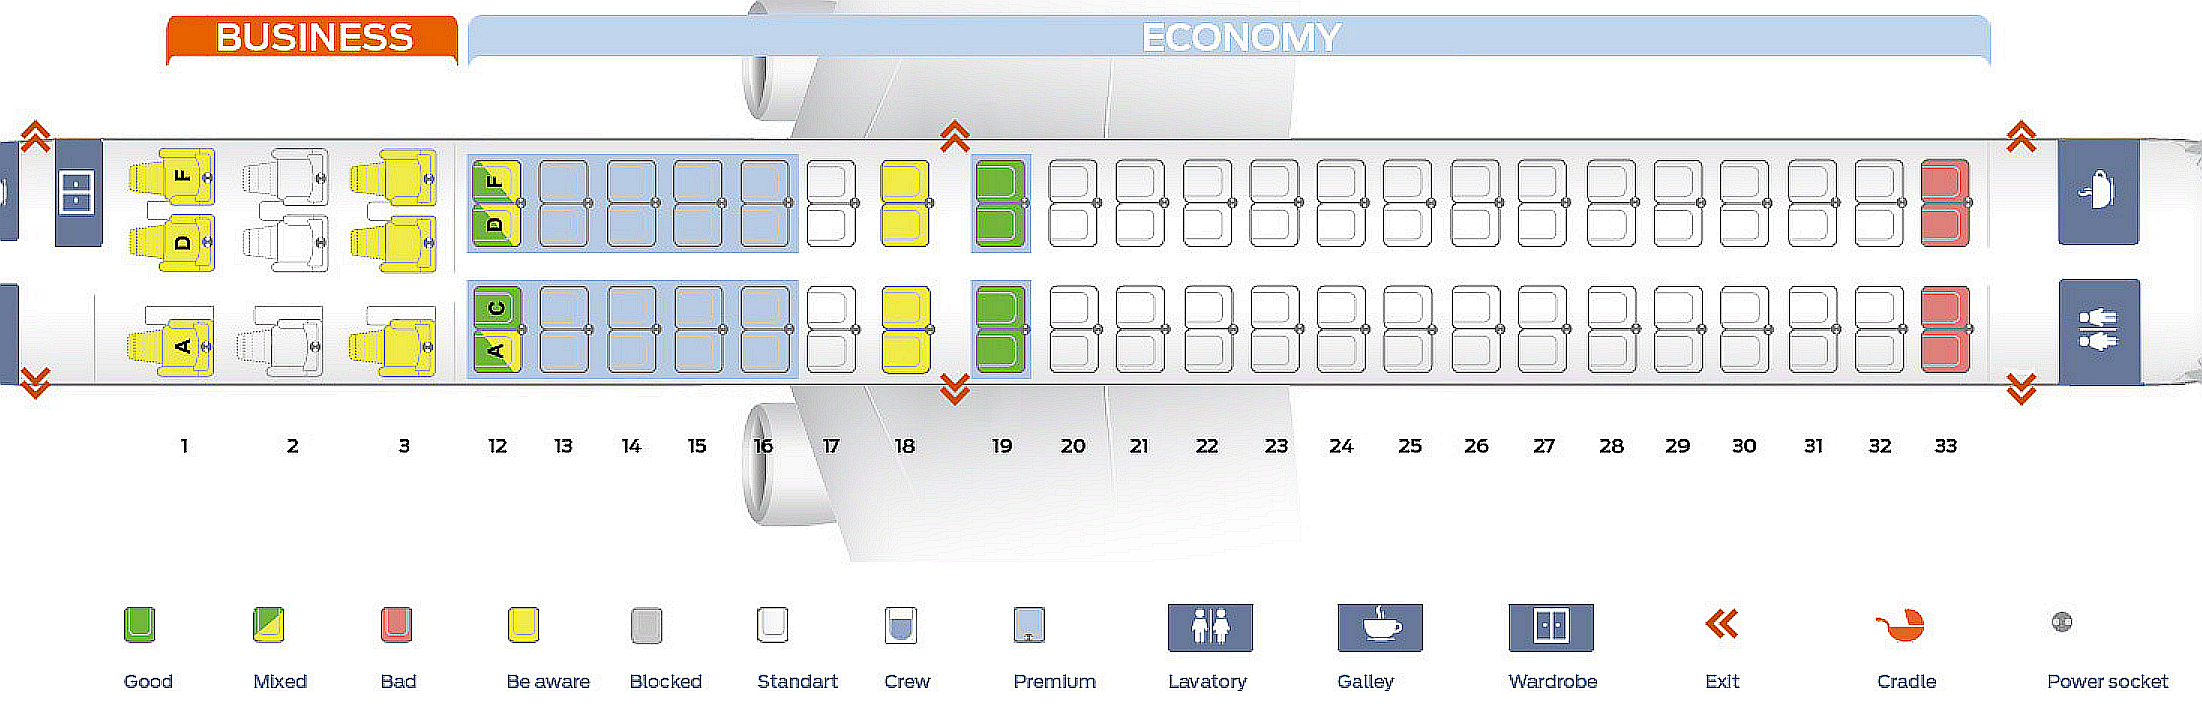 BUSINESS ECONOMY
F F
D D
C
A A
1 2 3 12 13 14 15 16 17 18 19 20 21 22 23 24 25 26 27 28 29 30 31 32 33
Good Mixed Bad Be aware Blocked Standart Crew Premium Lavatory Galley Wardrobe Exit Cradle Power socket